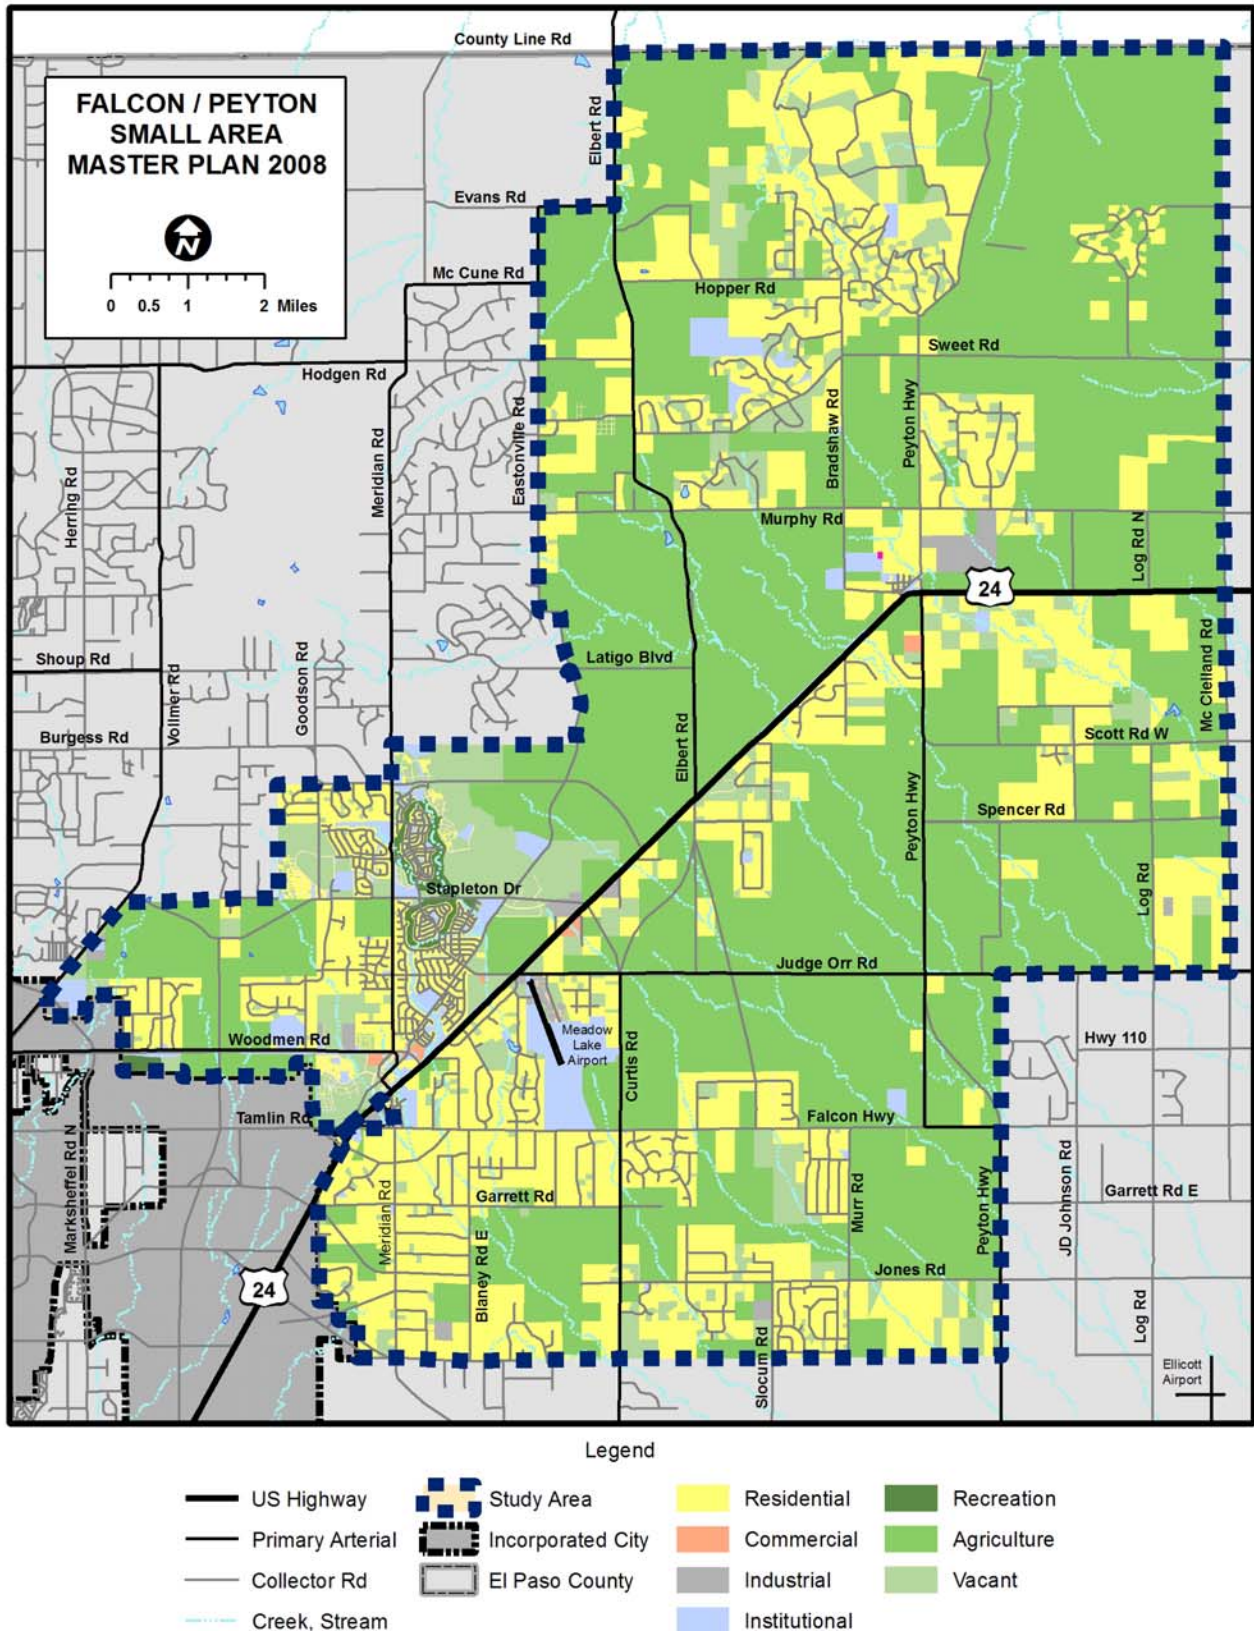 County Line Rd
FALCON / PEYTON
SMALL AREA
MASTER PLAN 2008
N
0 0.5 1 2 Miles
Elbert Rd
Evans Rd
Mc Cune Rd
Hopper Rd
Sweet Rd
Hodgen Rd
Herring Rd
Meridian Rd
Eastonville Rd
Bradshaw Rd
Peyton Hwy
Murphy Rd
Log Rd N
24
Shoup Rd
Vollmer Rd
Goodson Rd
Latigo Blvd
Mc Clelland Rd
Burgess Rd
Elbert Rd
Scott Rd W
Peyton Hwy
Spencer Rd
Stapleton Dr
Log Rd
Judge Orr Rd
Woodmen Rd
Meadow
Lake
Airport
Curtis Rd
Hwy 110
Tamlin Rd
Falcon Hwy
Marksheffel Rd N
Meridian Rd
Garrett Rd
Murr Rd
Peyton Hwy
JD Johnson Rd
Garrett Rd E
Blaney Rd E
Jones Rd
24
Log Rd
Slocum Rd
Ellicott
Airport
Legend
US Highway
Study Area
Residential
Recreation
Primary Arterial
Incorporated City
Commercial
Agriculture
Collector Rd
El Paso County
Industrial
Vacant
Creek, Stream
Institutional